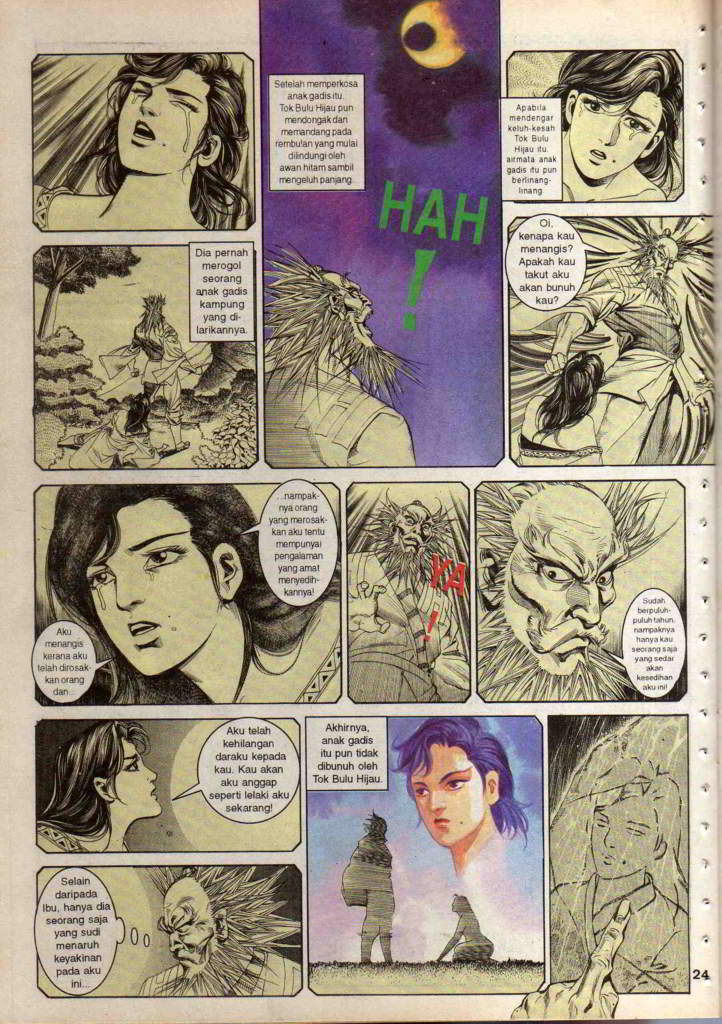 Setelah memperkosa
anak gadis itu.
Tok Bulu Hijau pun
mendongak dan
memandang pada
rembulan yang mulai
dilindungi oleh
awan hitam sambil
mengeluh panjang.
HAH
!
Apabila
mendengar
keluh-kesah
Tok Bulu
Hijau itu,
airmata anak
gadis itu pun
berlinang-
linang.
Dia pernah
merogol
seorang
anak gadis
kampung
yang di-
larikannya.
Oi,
kenapa kau
menangis?
Apakah kau
takut aku
akan bunuh
kau?
Aku
menangis
kerana aku
telah dirosak-
kan orang
dan...
...nampak-
nya orang
yang merosak-
kan aku tentu
mempunyai
pengalaman
yang amat
menyedih-
kannya!
YA
!
Sudah
berpuluh-
puluh tahun,
nampaknya
hanya kau
seorang saja
yang sedar
akan
kesedihan
aku ini!
Aku telah
kehilangan
daraku kepada
kau. Kau akan
aku anggap
seperti lelaki aku
sekarang!
Akhirnya,
anak gadis
itu pun tidak
dibunuh oleh
Tok Bulu Hijau.
Selain
daripada
Ibu, hanya dia
seorang saja
yang sudi
menaruh
keyakinan
pada aku
ini...
24